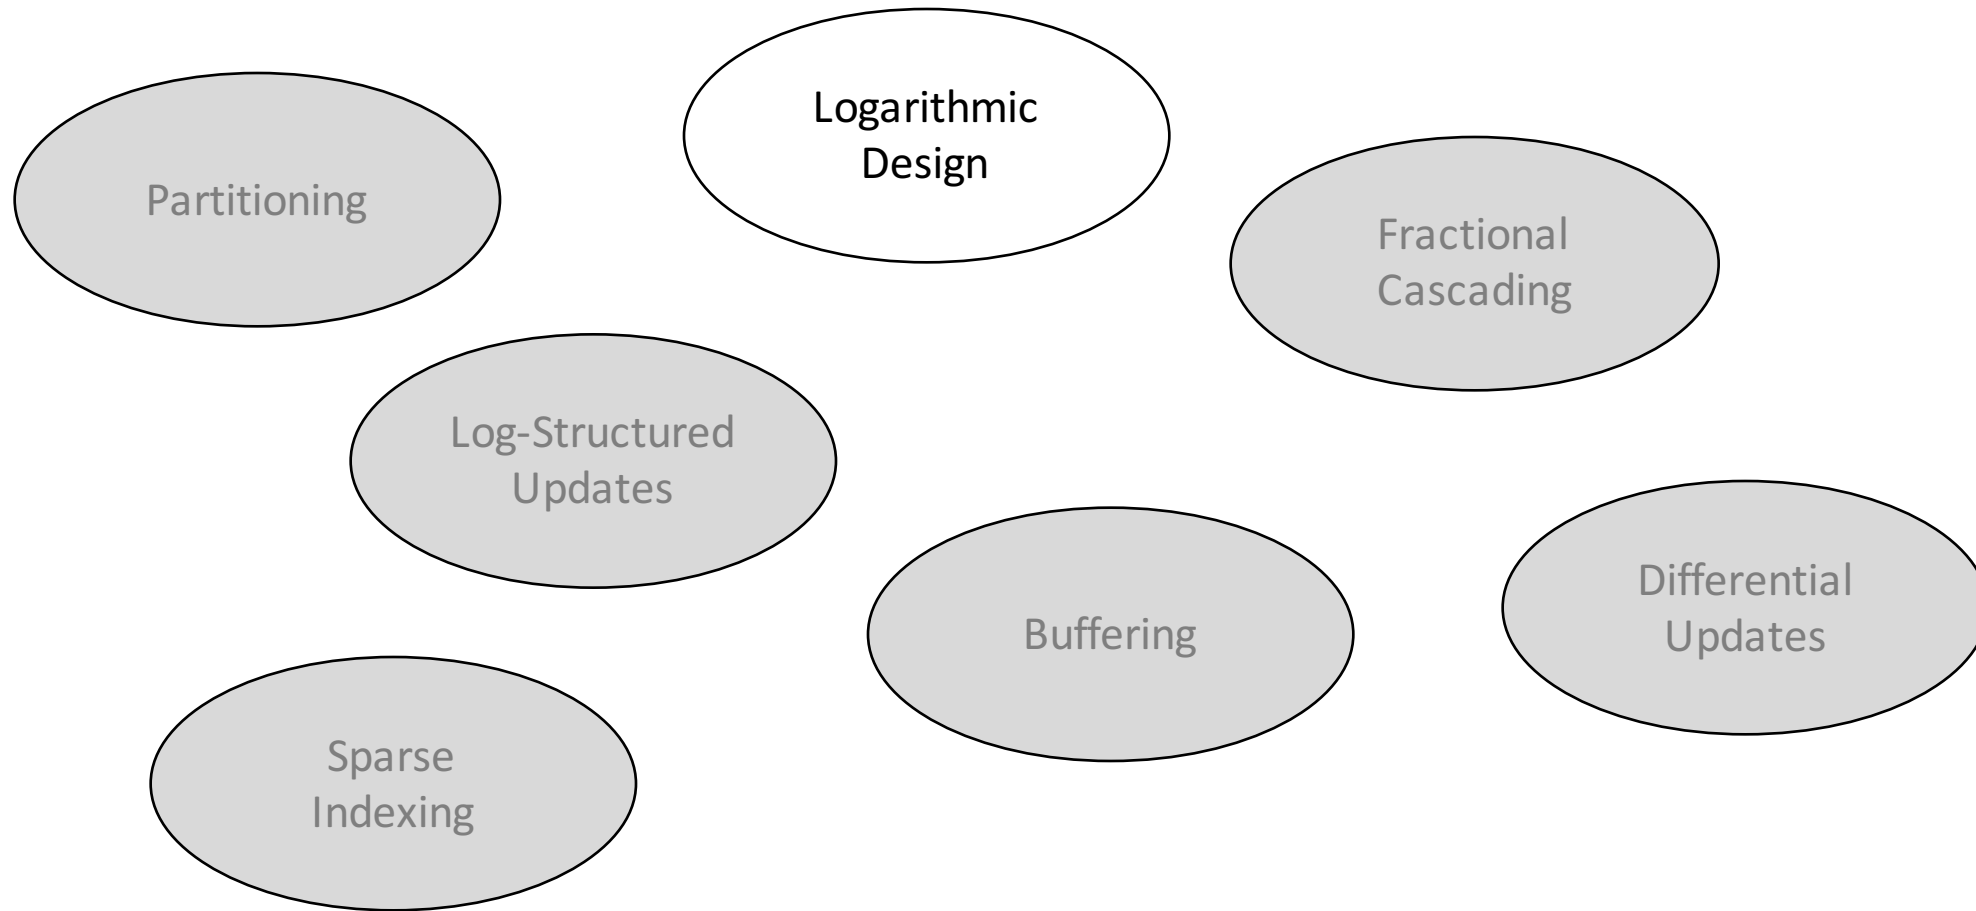 Logarithmic
Design
Partitioning
Fractional
Cascading
Log-Structured
Updates
Differential
Updates
Buffering
Sparse
Indexing